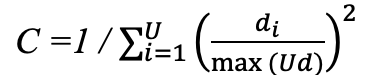 C =1 / ∑_{i=1}^{U} (d_i / max (Ud))^2